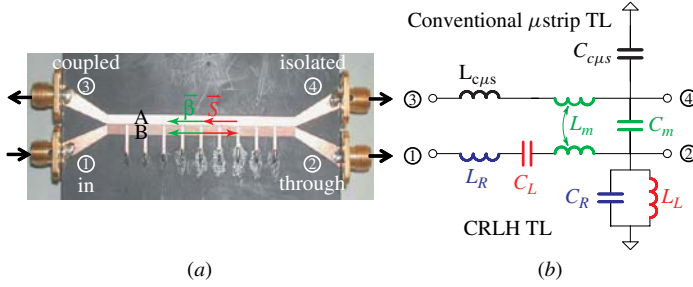 coupled
isolated
③
④
A
B
β
S
①
②
in
through
(a)
Conventional μstrip TL
C_cμs
L_cμs
③
④
L_m
C_m
①
②
L_R
C_L
C_R
L_L
CRLH TL
(b)